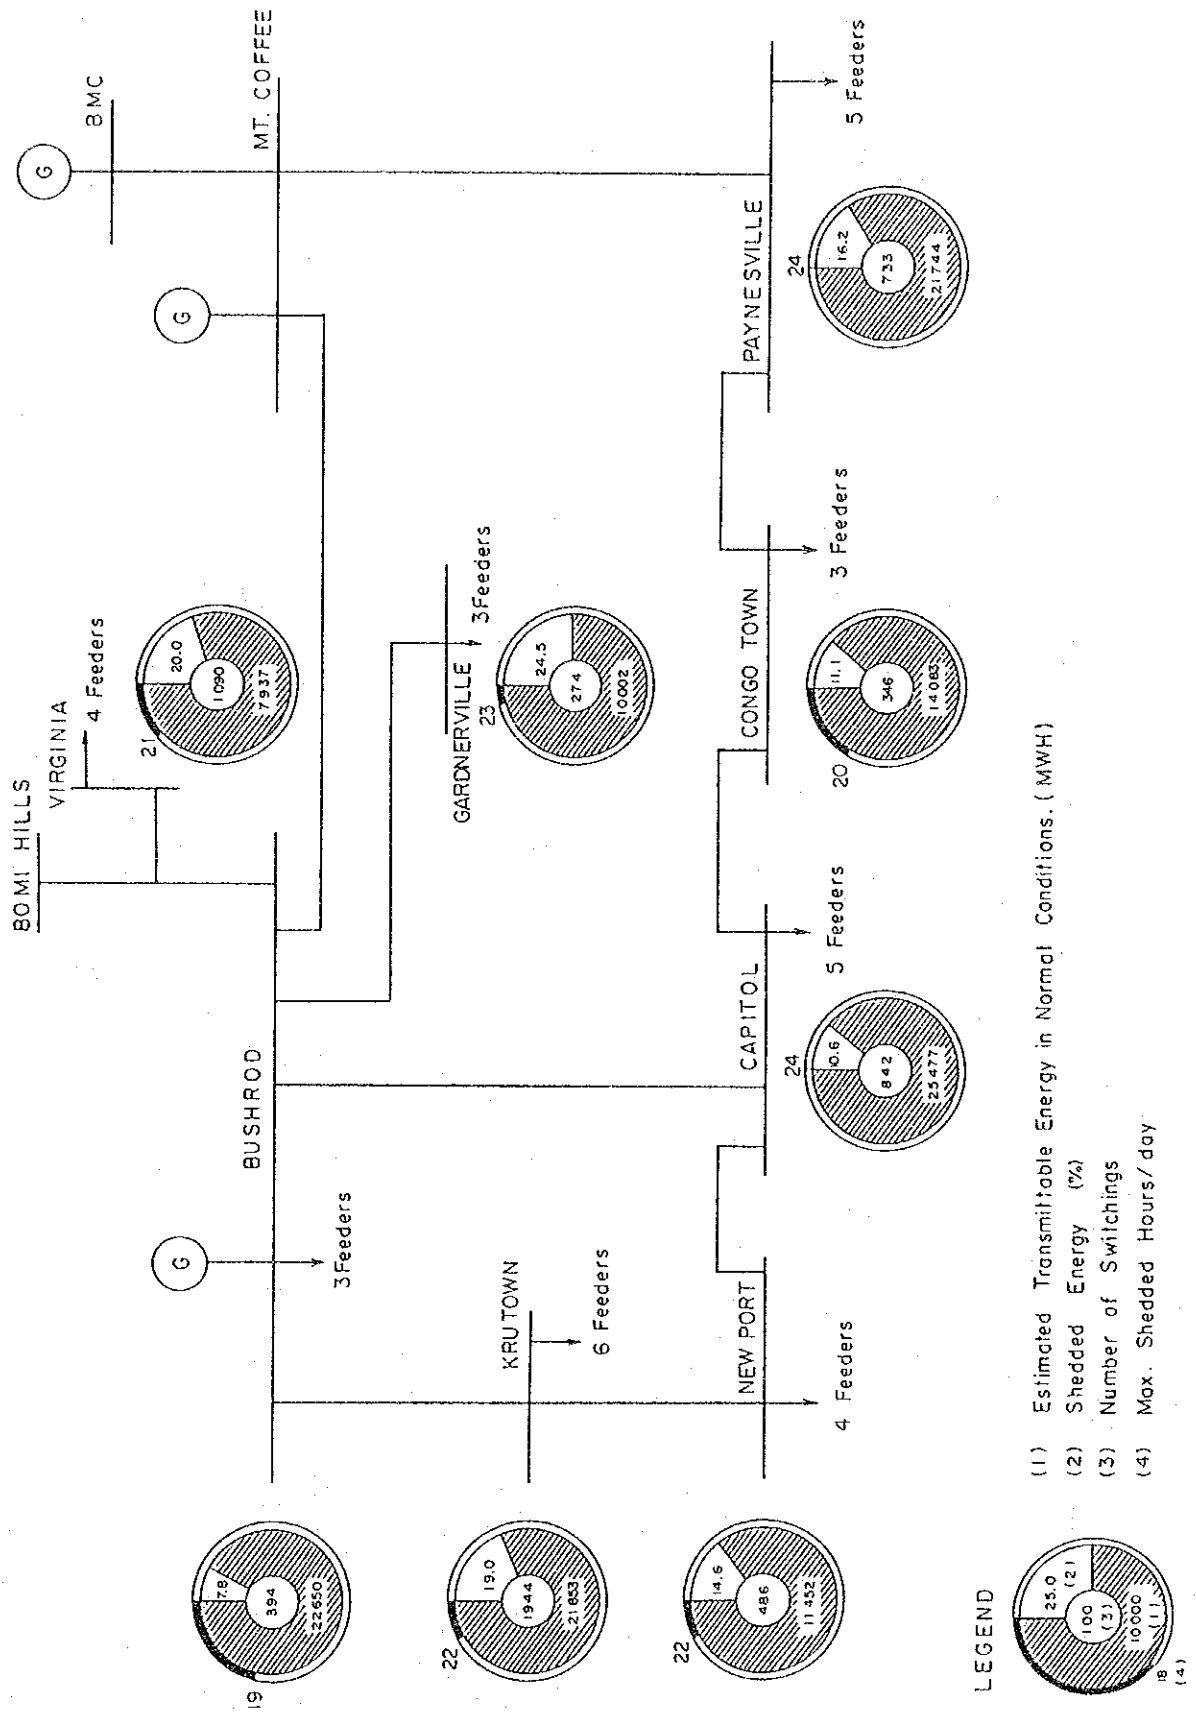 BOMI HILLS
VIRGINIA
4 Feeders
21
20.0
1090
7937
G
BMC
G
MT. COFFEE
BUSHROD
G
3 Feeders
19
7.8
394
22650
GARDNERVILLE
3 Feeders
23
24.5
274
10002
KRUTOWN
6 Feeders
22
19.0
1944
21853
NEW PORT
4 Feeders
22
14.6
486
11452
CAPITOL
5 Feeders
24
10.6
842
25477
CONGO TOWN
3 Feeders
20
11.1
346
14083
PAYNESVILLE
5 Feeders
24
16.2
733
21744
LEGEND
25.0
(2)
100
(3)
10000
(1)
18
(4)
(1) Estimated Transmittable Energy in Normal Conditions. (MWH)
(2) Shedded Energy (%)
(3) Number of Switchings
(4) Max. Shedded Hours/day